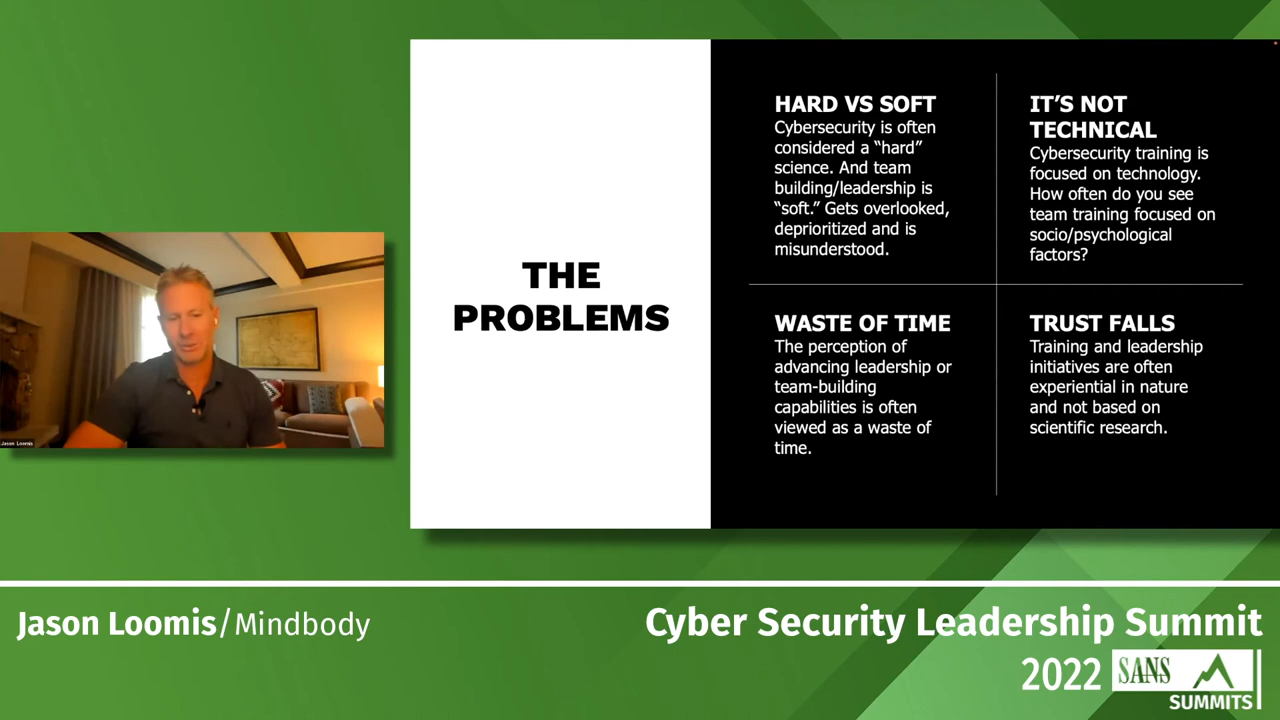 HARD VS SOFT
Cybersecurity is often
considered a “hard”
science. And team
building/leadership is
“soft.” Gets overlooked,
deprioritized and is
misunderstood.
IT’S NOT
TECHNICAL
Cybersecurity training is
focused on technology.
How often do you see
team training focused on
socio/psychological
factors?
THE
PROBLEMS
WASTE OF TIME
The perception of
advancing leadership or
team-building
capabilities is often
viewed as a waste of
time.
TRUST FALLS
Training and leadership
initiatives are often
experiential in nature
and not based on
scientific research.
Jason Loomis
Jason Loomis/Mindbody
Cyber Security Leadership Summit
2022
SANS
SUMMITS